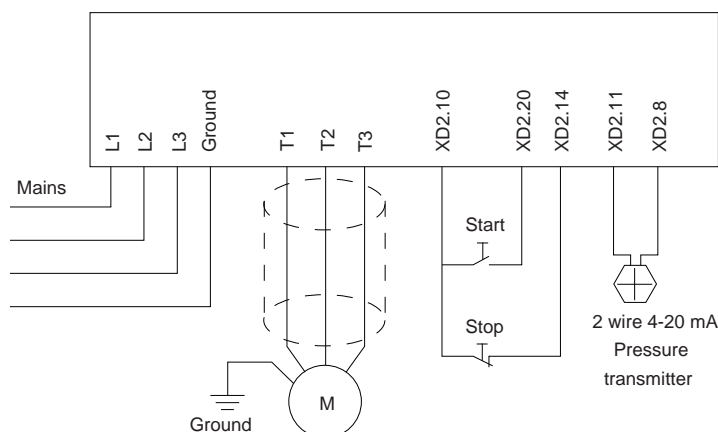 L1
L2
L3
Ground
T1
T2
T3
XD2.10
XD2.20
XD2.14
XD2.11
XD2.8
Mains
Start
Stop
2 wire 4-20 mA
Pressure
transmitter
M
Ground